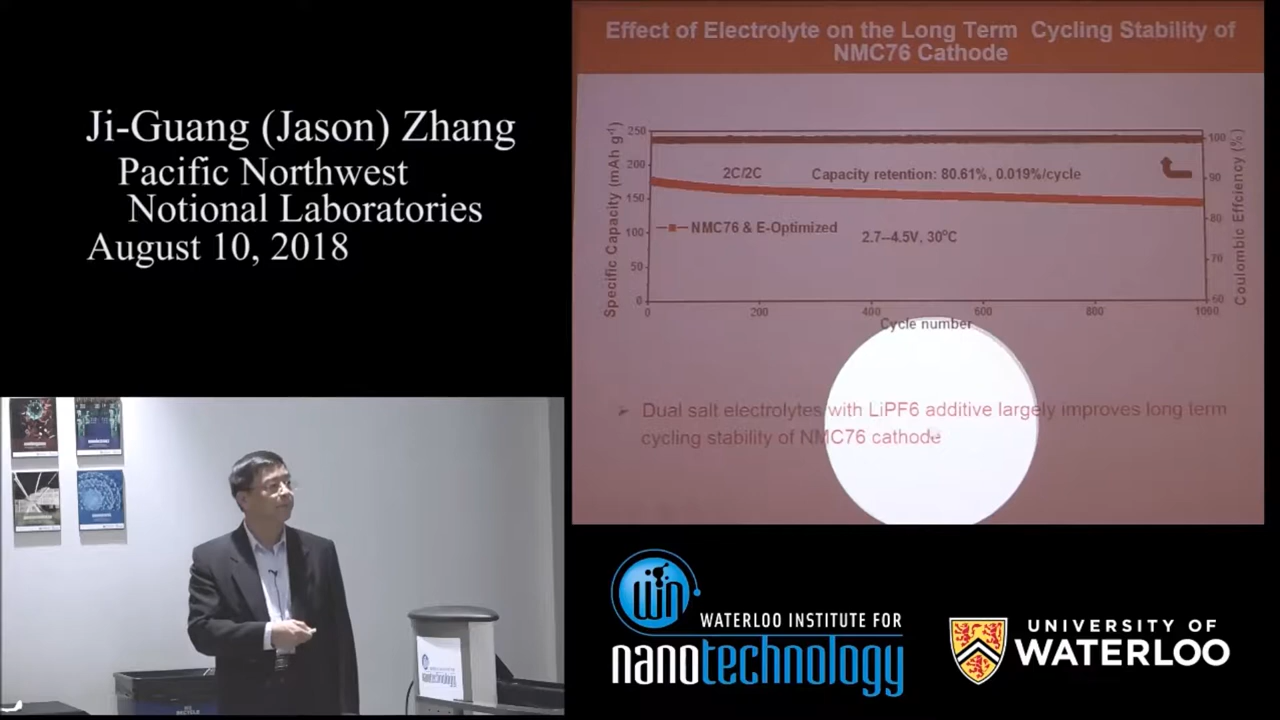 Ji-Guang (Jason) Zhang
Pacific Northwest
Notional Laboratories
August 10, 2018
Effect of Electrolyte on the Long Term Cycling Stability of
NMC76 Cathode
Specific Capacity (mAh g⁻¹)
250
200
150
100
50
0
2C/2C
Capacity retention: 80.61%, 0.019%/cycle
NMC76 & E-Optimized
2.7--4.5V, 30°C
100
90
80
70
60
Coulombic Effciency (%)
0 200 400 600 800 1000
Cycle number
➤ Dual salt electrolytes with LiPF6 additive largely improves long term
cycling stability of NMC76 cathode
win
WATERLOO INSTITUTE FOR
nanotechnology
UNIVERSITY OF
WATERLOO